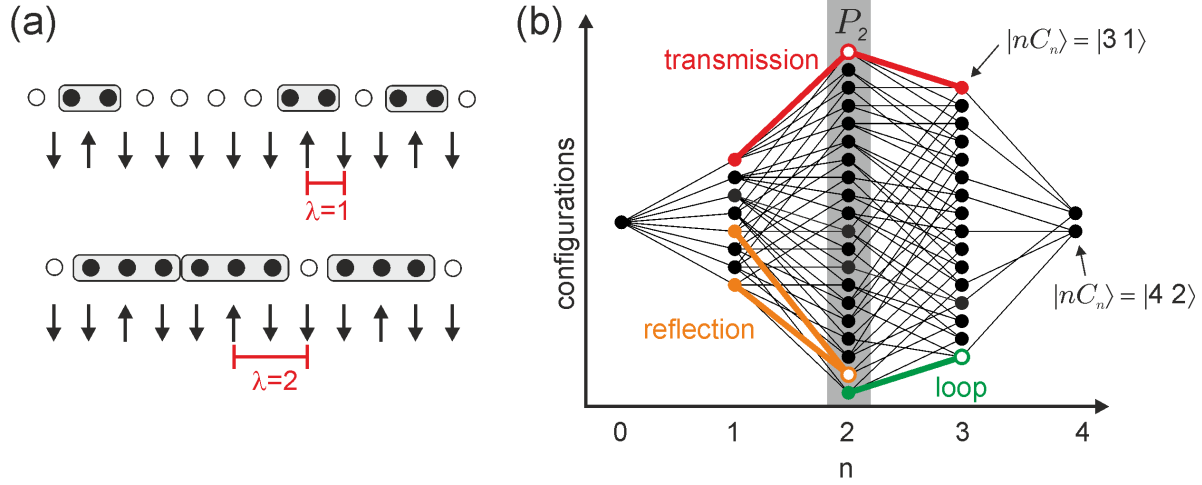 (a)
λ=1
λ=2
(b)
P₂
transmission
|nCₙ⟩ = |3 1⟩
configurations
reflection
|nCₙ⟩ = |4 2⟩
loop
0 1 2 3 4
n